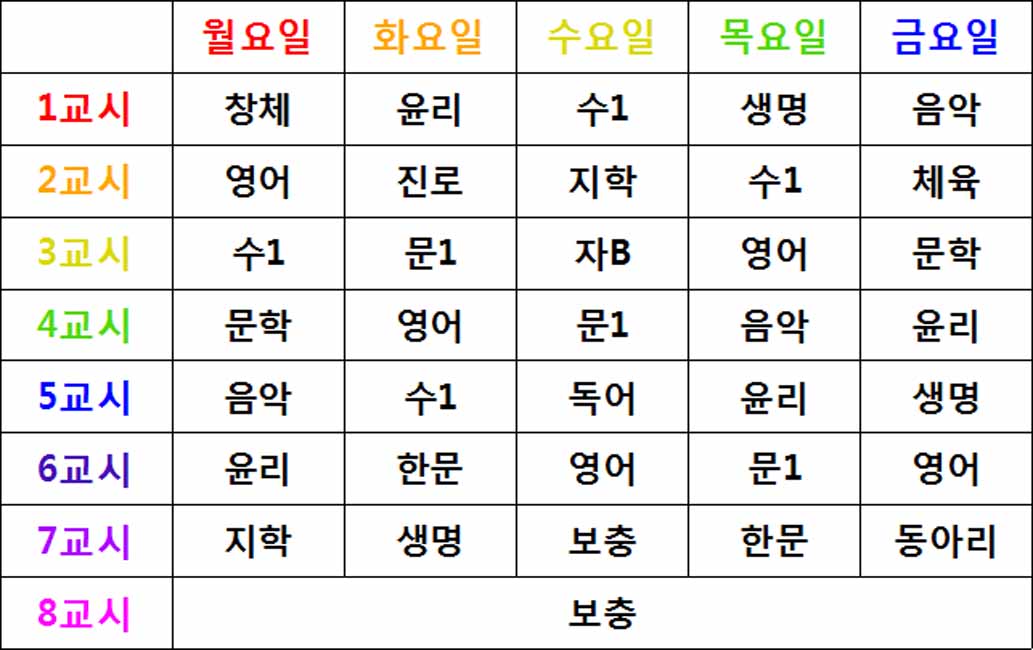 월요일 화요일 수요일 목요일 금요일
1교시 창체 윤리 수1 생명 음악
2교시 영어 진로 지학 수1 체육
3교시 수1 문1 자B 영어 문학
4교시 문학 영어 문1 음악 윤리
5교시 음악 수1 독어 윤리 생명
6교시 윤리 한문 영어 문1 영어
7교시 지학 생명 보충 한문 동아리
8교시 보충